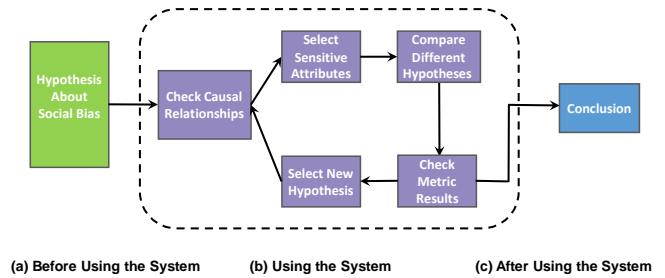 Hypothesis
About
Social Bias
Check Causal
Relationships
Select
Sensitive
Attributes
Compare
Different
Hypotheses
Select New
Hypothesis
Check
Metric
Results
Conclusion
(a) Before Using the System
(b) Using the System
(c) After Using the System